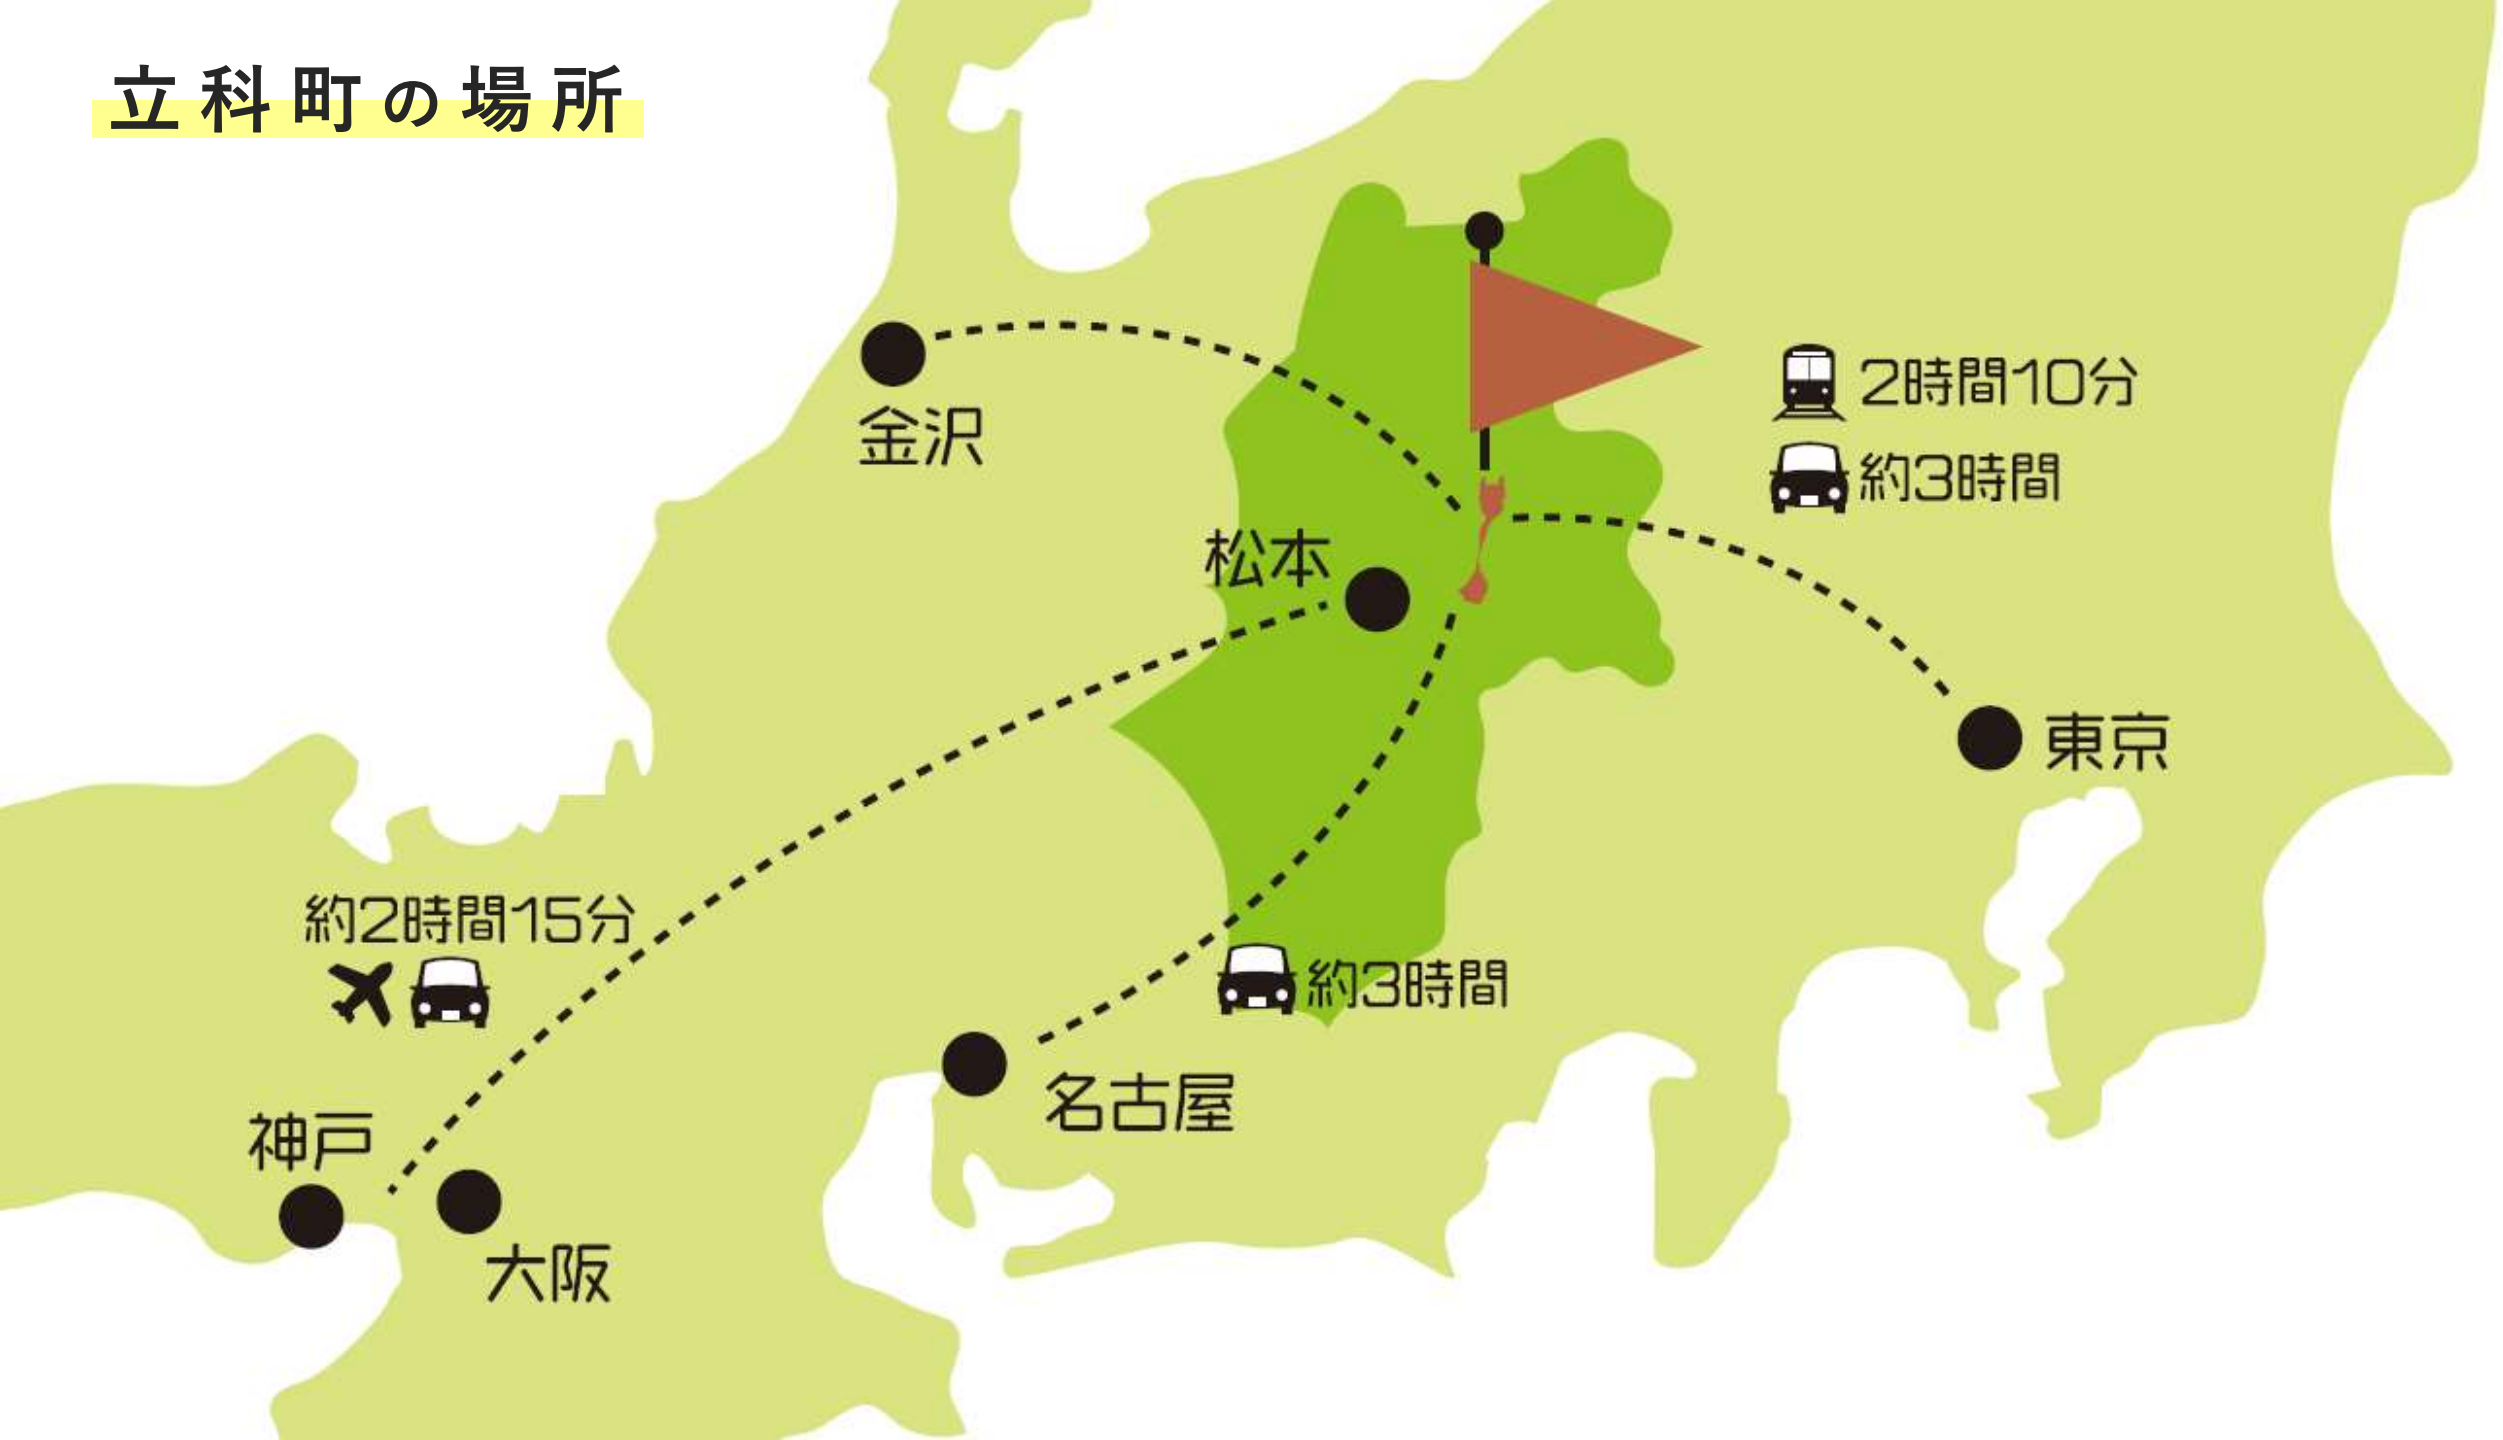 立科町の場所
金沢
2時間10分
約3時間
松本
東京
約2時間15分
約3時間
名古屋
神戸
大阪